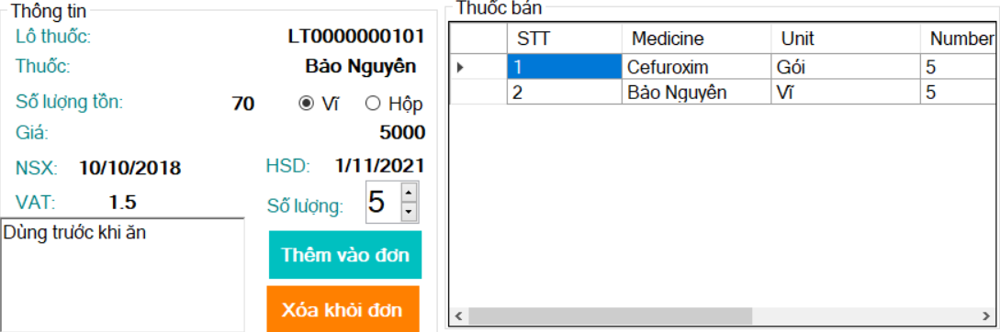 Thông tin
Lô thuốc: LT0000000101
Thuốc: Bảo Nguyên
Số lượng tồn: 70 Vĩ Hộp
Giá: 5000
NSX: 10/10/2018 HSD: 1/11/2021
VAT: 1.5 Số lượng: 5
Dùng trước khi ăn
Thêm vào đơn
Xóa khỏi đơn
Thuốc bán
STT Medicine Unit Number
1 Cefuroxim Gói 5
2 Bảo Nguyên Vĩ 5